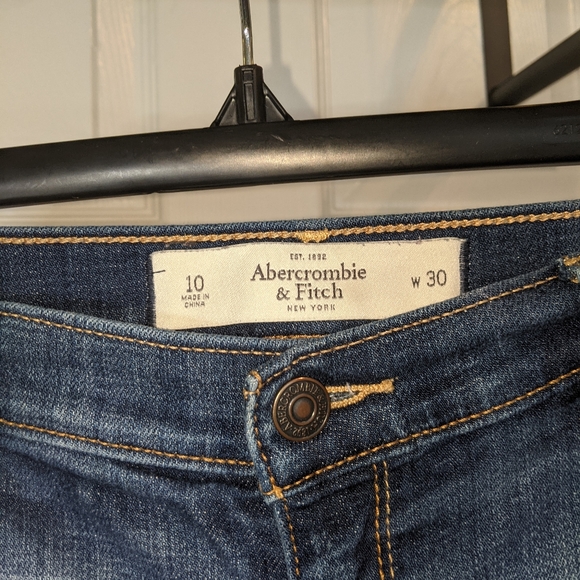 EST. 1892
10
MADE IN
CHINA
Abercrombie
& Fitch
NEW YORK
W 30